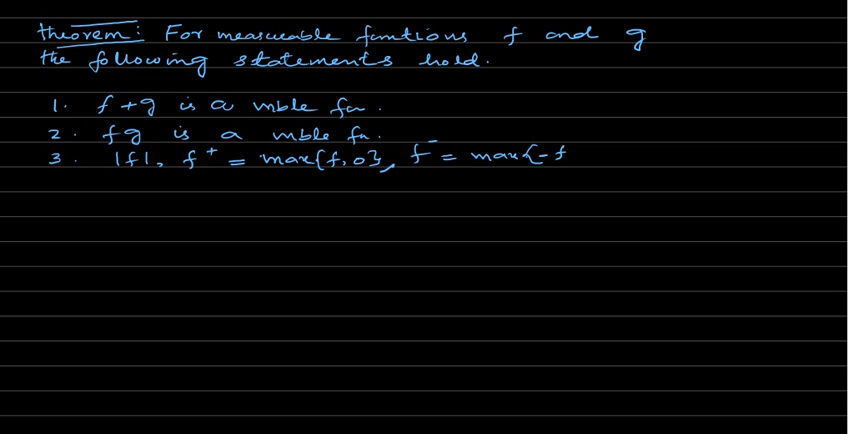 theorem: For measurable funtions f and g
the following statements hold.
1. f+g is a mble fn.
2. fg is a mble fn.
3. |f|, f⁺ = max{f, 0}, f⁻ = max{-f